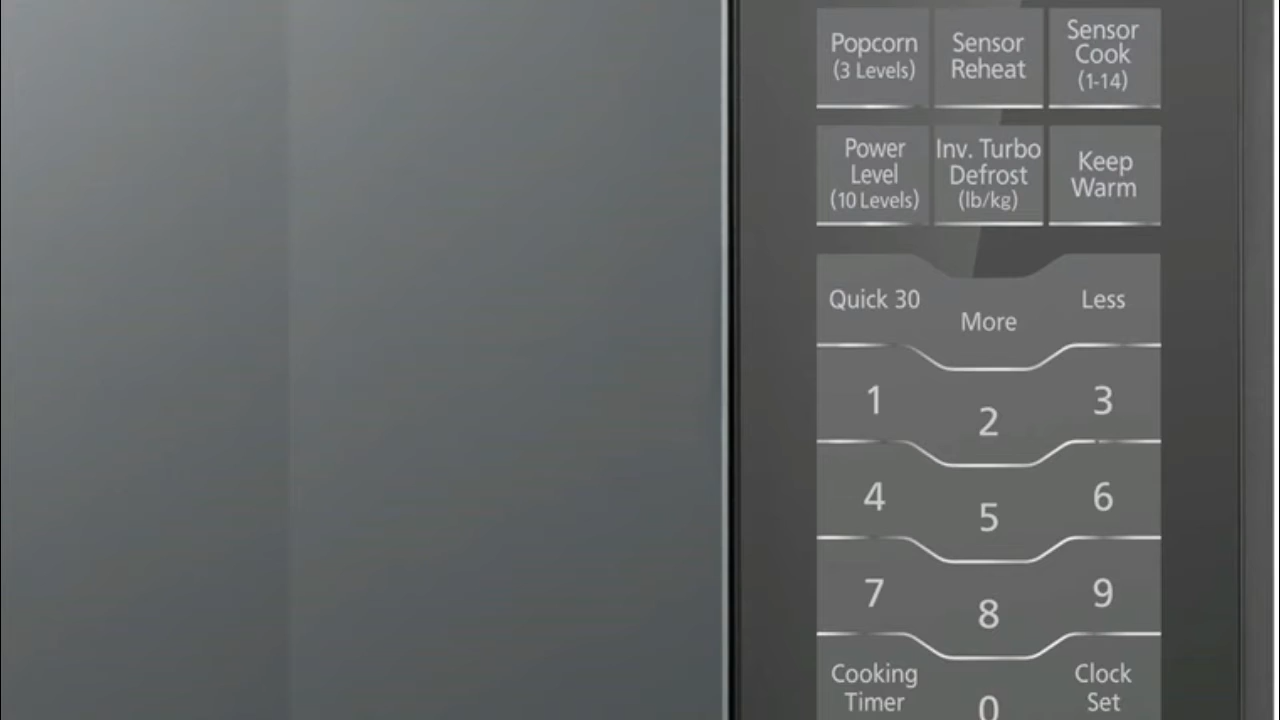 Popcorn
(3 Levels)
Sensor
Reheat
Sensor
Cook
(1-14)
Power
Level
(10 Levels)
Inv. Turbo
Defrost
(lb/kg)
Keep
Warm
Quick 30
More
Less
1
2
3
4
5
6
7
8
9
Cooking
Timer
0
Clock
Set